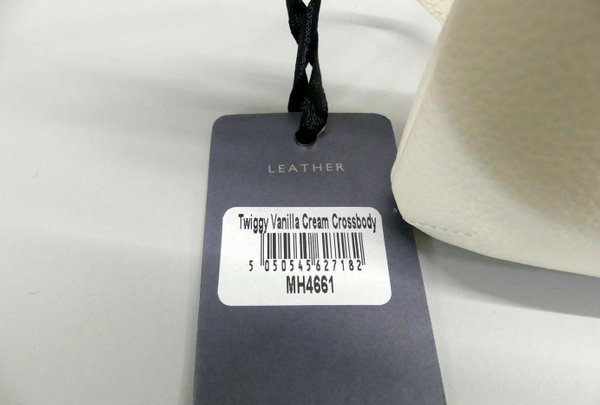 LEATHER
Twiggy Vanilla Cream Crossbody
5 050545 627182
MH4661